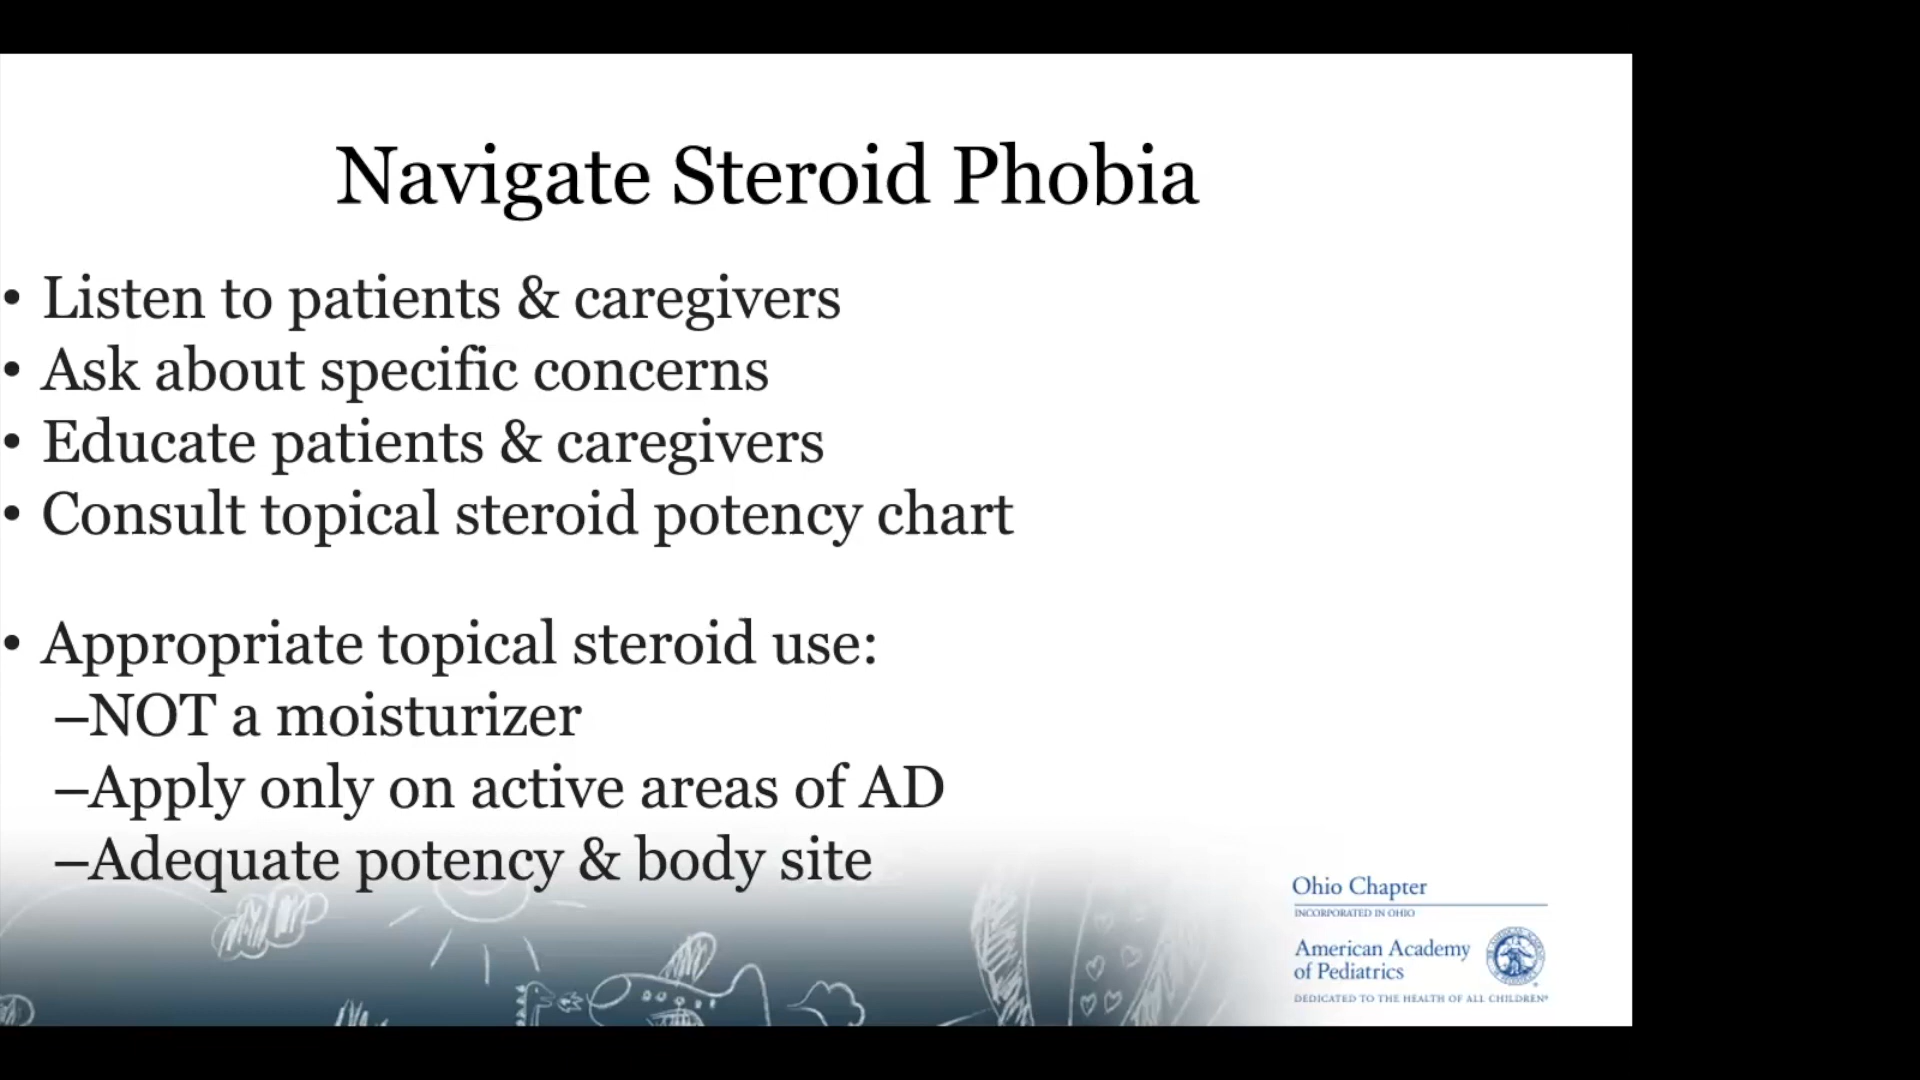 Navigate Steroid Phobia
• Listen to patients & caregivers
• Ask about specific concerns
• Educate patients & caregivers
• Consult topical steroid potency chart
• Appropriate topical steroid use:
–NOT a moisturizer
–Apply only on active areas of AD
–Adequate potency & body site
Ohio Chapter
INCORPORATED IN OHIO
American Academy
of Pediatrics
DEDICATED TO THE HEALTH OF ALL CHILDREN®